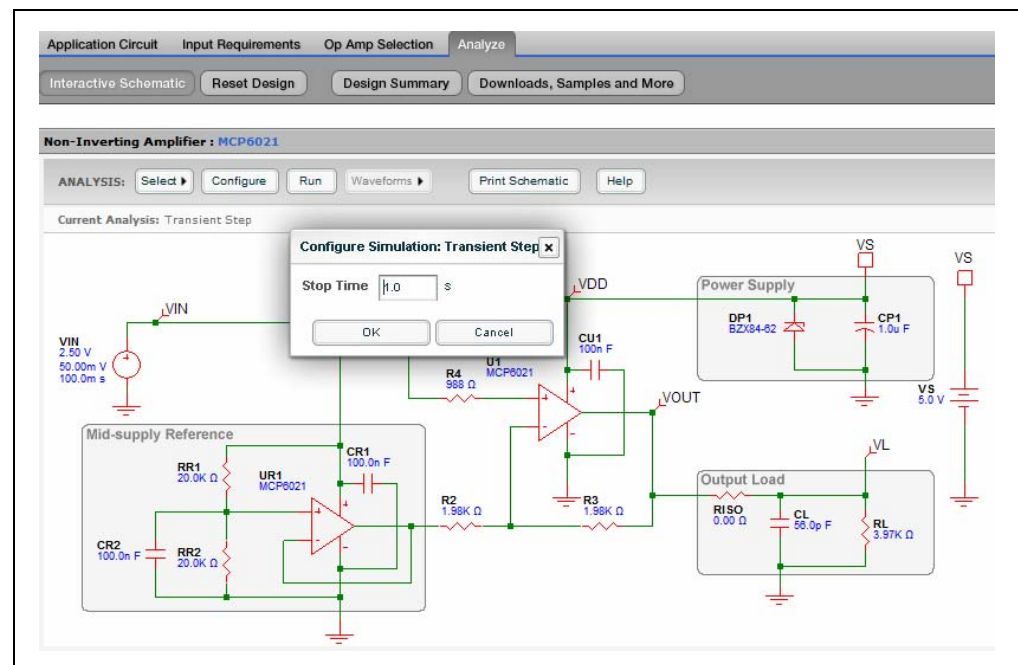 Application Circuit Input Requirements Op Amp Selection Analyze
Interactive Schematic Reset Design Design Summary Downloads, Samples and More
Non-Inverting Amplifier : MCP6021
ANALYSIS: Select Configure Run Waveforms Print Schematic Help
Current Analysis: Transient Step
Configure Simulation: Transient Step x
Stop Time 1.0 s
OK Cancel
VIN
VIN
2.50 V
50.00m V
100.0m s
VDD
CU1
100n F
U1
MCP6021
R4
988 Ω
VOUT
Power Supply
VS
DP1
BZX84-62
CP1
1.0u F
VS
VS
5.0 V
Mid-supply Reference
RR1
20.0K Ω
UR1
MCP6021
CR1
100.0n F
CR2
100.0n F
RR2
20.0K Ω
R2
1.98K Ω
R3
1.98K Ω
VL
Output Load
RISO
0.00 Ω
CL
56.0p F
RL
3.97K Ω